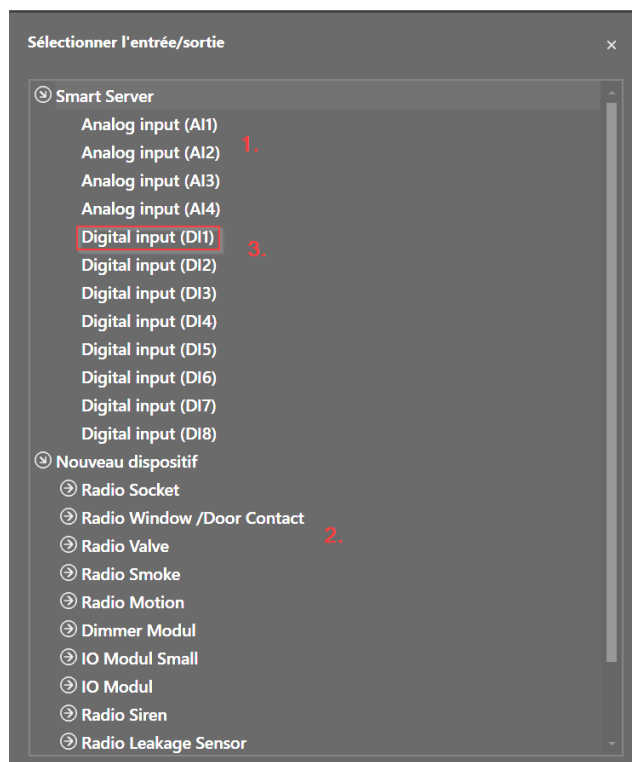 Sélectionner l'entrée/sortie ×
Smart Server
Analog input (AI1)
Analog input (AI2) 1.
Analog input (AI3)
Analog input (AI4)
Digital input (DI1) 3.
Digital input (DI2)
Digital input (DI3)
Digital input (DI4)
Digital input (DI5)
Digital input (DI6)
Digital input (DI7)
Digital input (DI8)
Nouveau dispositif
Radio Socket
Radio Window /Door Contact 2.
Radio Valve
Radio Smoke
Radio Motion
Dimmer Modul
IO Modul Small
IO Modul
Radio Siren
Radio Leakage Sensor